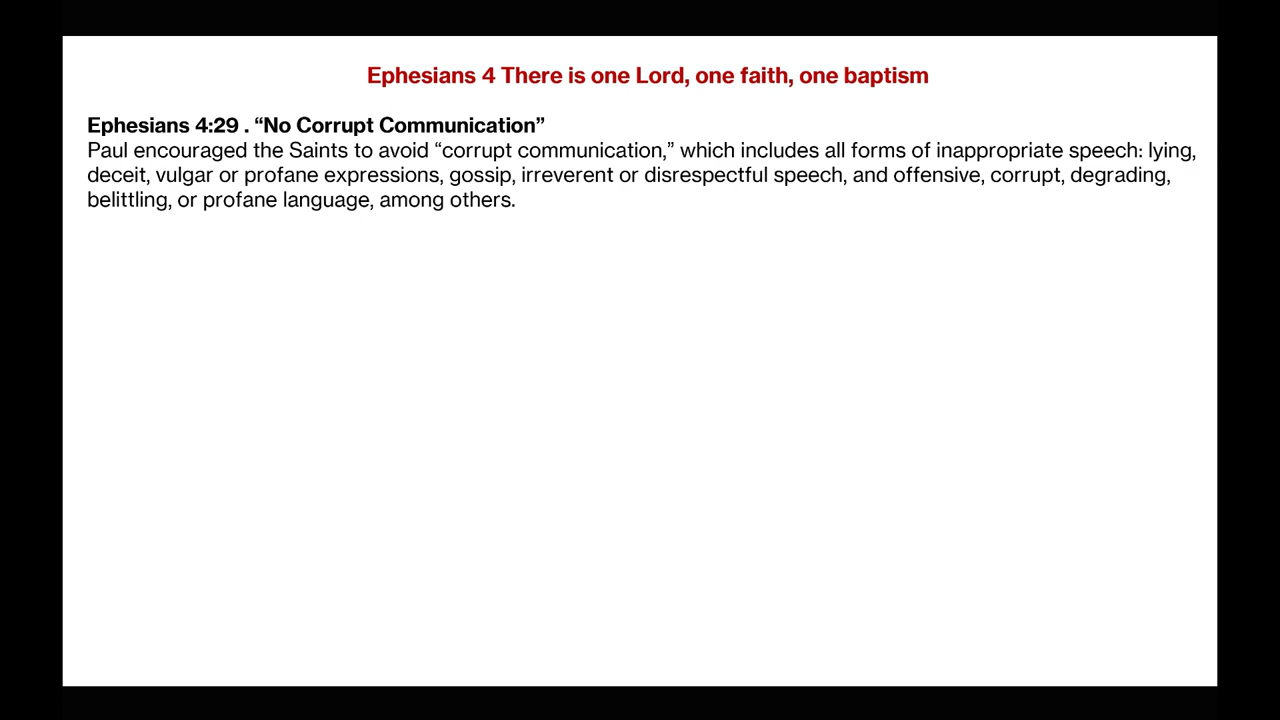 Ephesians 4 There is one Lord, one faith, one baptism
Ephesians 4:29 . “No Corrupt Communication”
Paul encouraged the Saints to avoid “corrupt communication,” which includes all forms of inappropriate speech: lying,
deceit, vulgar or profane expressions, gossip, irreverent or disrespectful speech, and offensive, corrupt, degrading,
belittling, or profane language, among others.